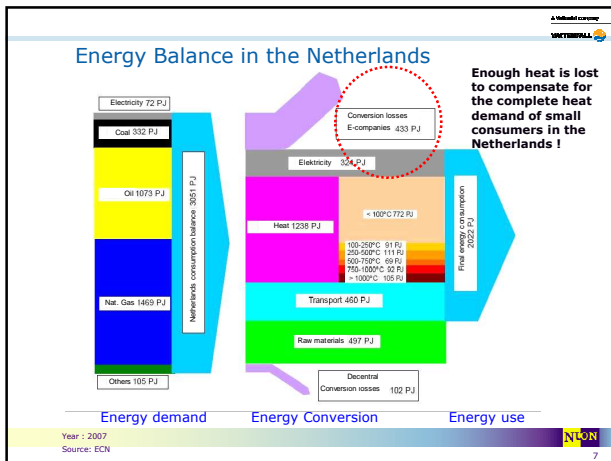 A Vattenfall company
VATTENFALL
Energy Balance in the Netherlands
Enough heat is lost
to compensate for
the complete heat
demand of small
consumers in the
Netherlands !
Electricity 72 PJ
Coal 332 PJ
Oil 1073 PJ
Nat. Gas 1469 PJ
Others 105 PJ
Netherlands consumption balance 3051 PJ
Conversion losses
E-companies 433 PJ
Elektricity 324 PJ
Heat 1238 PJ
< 100°C 772 PJ
100-250°C 91 PJ
250-500°C 111 PJ
500-750°C 69 PJ
750-1000°C 92 PJ
> 1000°C 105 PJ
Transport 460 PJ
Raw materials 497 PJ
Decentral
Conversion losses 102 PJ
Final energy consumption
2022 PJ
Energy demand
Energy Conversion
Energy use
Year : 2007
Source: ECN
NUON
7